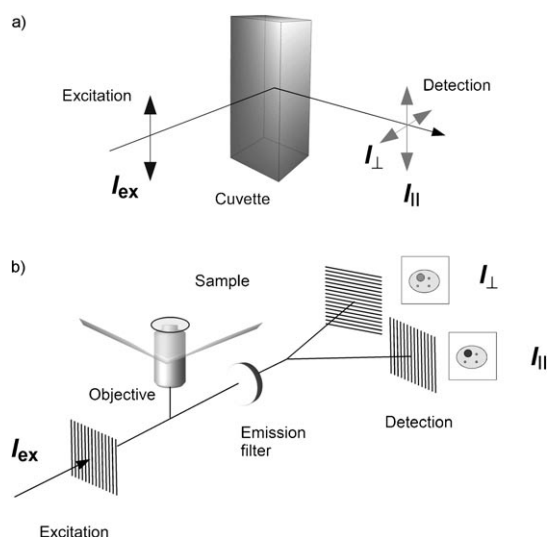 a)
Excitation
Detection
I⊥
Iex
I||
Cuvette
b)
Sample
I⊥
Objective
I||
Iex
Emission
filter
Detection
Excitation